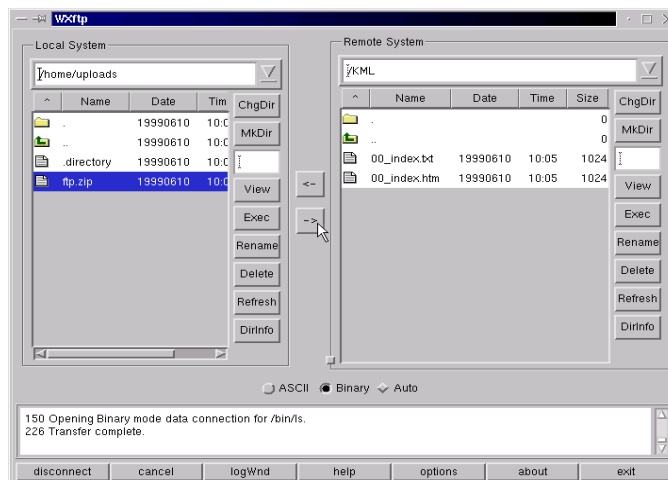 WXftp
Local System
/home/uploads
^ Name Date Tim
. 19990610 10:0
.. 19990610 10:0
.directory 19990610 10:0
ftp.zip 19990610 10:0
ChgDir
MkDir
View
Exec
Rename
Delete
Refresh
DirInfo
<-
->
Remote System
/KML
^ Name Date Time Size
. 0
.. 0
00_index.txt 19990610 10:05 1024
00_index.htm 19990610 10:05 1024
ChgDir
MkDir
View
Exec
Rename
Delete
Refresh
DirInfo
ASCII Binary Auto
150 Opening Binary mode data connection for /bin/ls.
226 Transfer complete.
disconnect cancel logWnd help options about exit